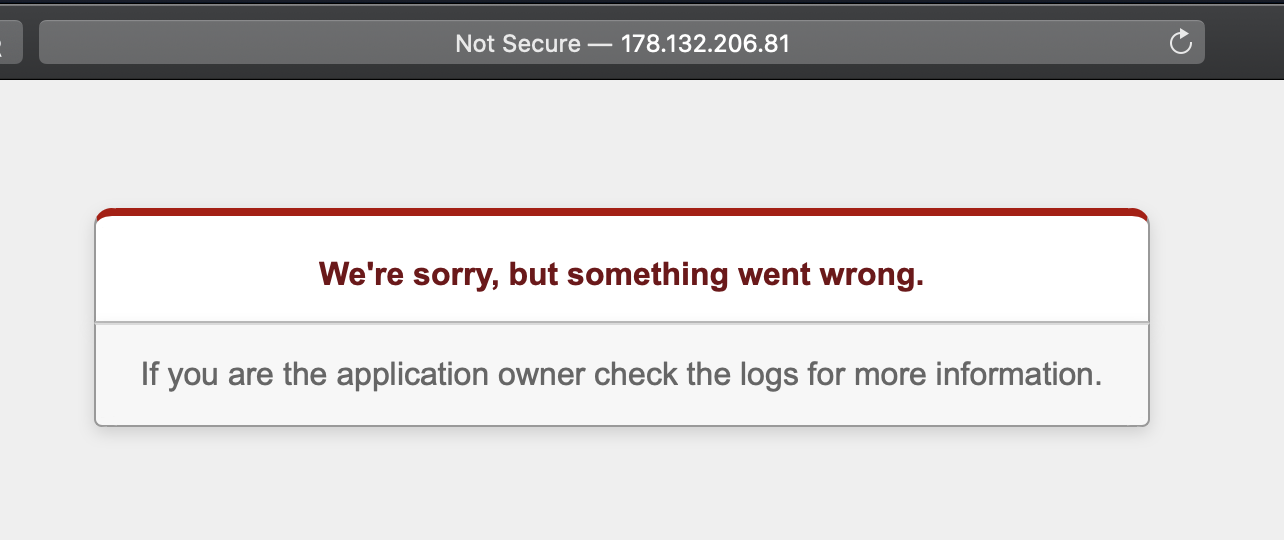 Not Secure — 178.132.206.81
We're sorry, but something went wrong.
If you are the application owner check the logs for more information.